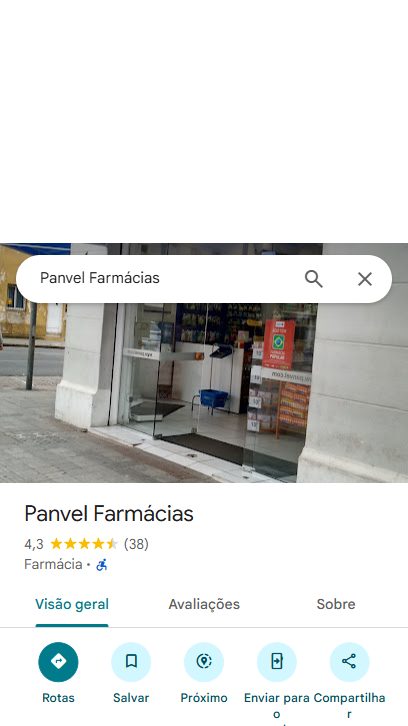 Panvel Farmácias
Panvel Farmácias
4,3 (38)
Farmácia ·
Visão geral Avaliações Sobre
Rotas Salvar Próximo Enviar para o Compartilhar